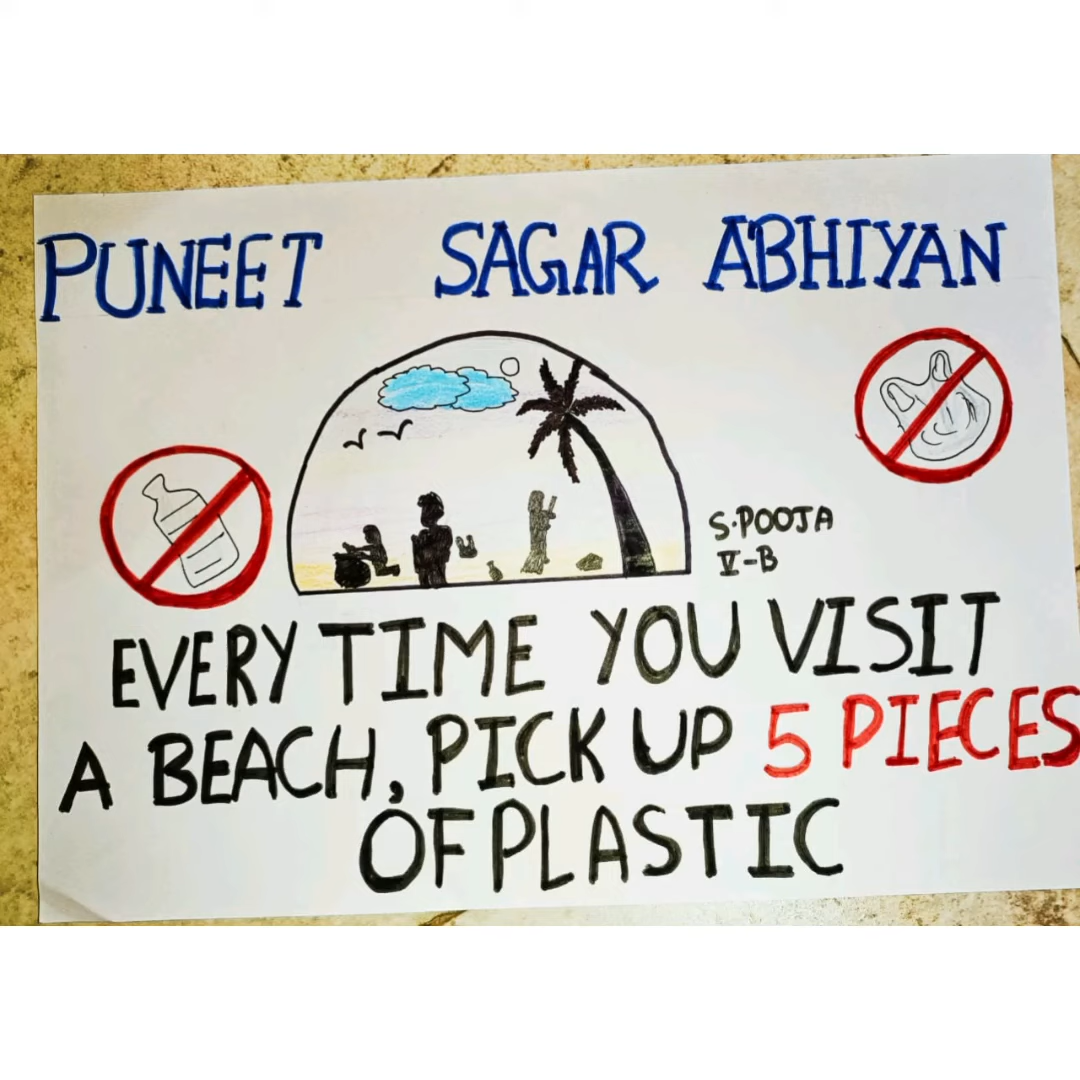 PUNEET SAGAR ABHIYAN
S.POOJA
V-B
EVERY TIME YOU VISIT
A BEACH, PICK UP 5 PIECES
OF PLASTIC